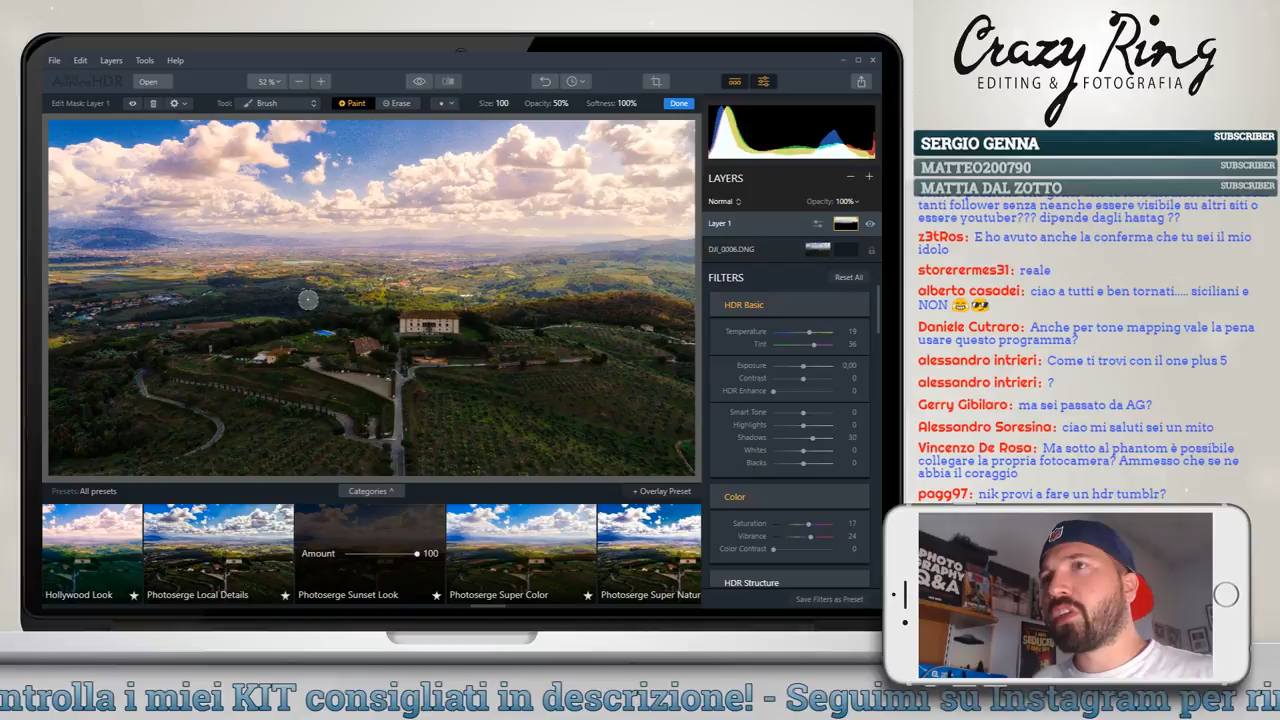 Crazy Ring
EDITING & FOTOGRAFIA
File Edit Layers Tools Help
AuroraHDR Open 52 %
Edit Mask: Layer 1 Tool: Brush Paint Erase Size: 100 Opacity: 50% Softness: 100% Done
LAYERS
Normal Opacity: 100%
Layer 1
DJI_0006.DNG
FILTERS Reset All
HDR Basic
Temperature 19
Tint 36
Exposure 0,00
Contrast 0
HDR Enhance 0
Smart Tone 0
Highlights 0
Shadows 30
Whites 0
Blacks 0
Color
Saturation 17
Vibrance 24
Color Contrast 0
HDR Structure
Save Filters as Preset
Presets: All presets Categories ^ + Overlay Preset
Amount 100
Hollywood Look ★ Photoserge Local Details ★ Photoserge Sunset Look ★ Photoserge Super Color ★ Photoserge Super Natur
SERGIO GENNA SUBSCRIBER
MATTEO200790 SUBSCRIBER
MATTIA DAL ZOTTO SUBSCRIBER
tanti follower senza neanche essere visibile su altri siti o
essere youtuber??? dipende dagli hastag ??
z3tRos: E ho avuto anche la conferma che tu sei il mio
idolo
storerermes31: reale
alberto casadei: ciao a tutti e ben tornati..... siciliani e
NON 😁😎
Daniele Cutraro: Anche per tone mapping vale la pena
usare questo programma?
alessandro intrieri: Come ti trovi con il one plus 5
alessandro intrieri: ?
Gerry Gibilaro: ma sei passato da AG?
Alessandro Soresina: ciao mi saluti sei un mito
Vincenzo De Rosa: Ma sotto al phantom è possibile
collegare la propria fotocamera? Ammesso che se ne
abbia il coraggio
pagg97: nik provi a fare un hdr tumblr?
PHOTO
GRAPHY
Q&A
ntrolla i miei KIT consigliati in descrizione! - Seguimi su Instagram per ri